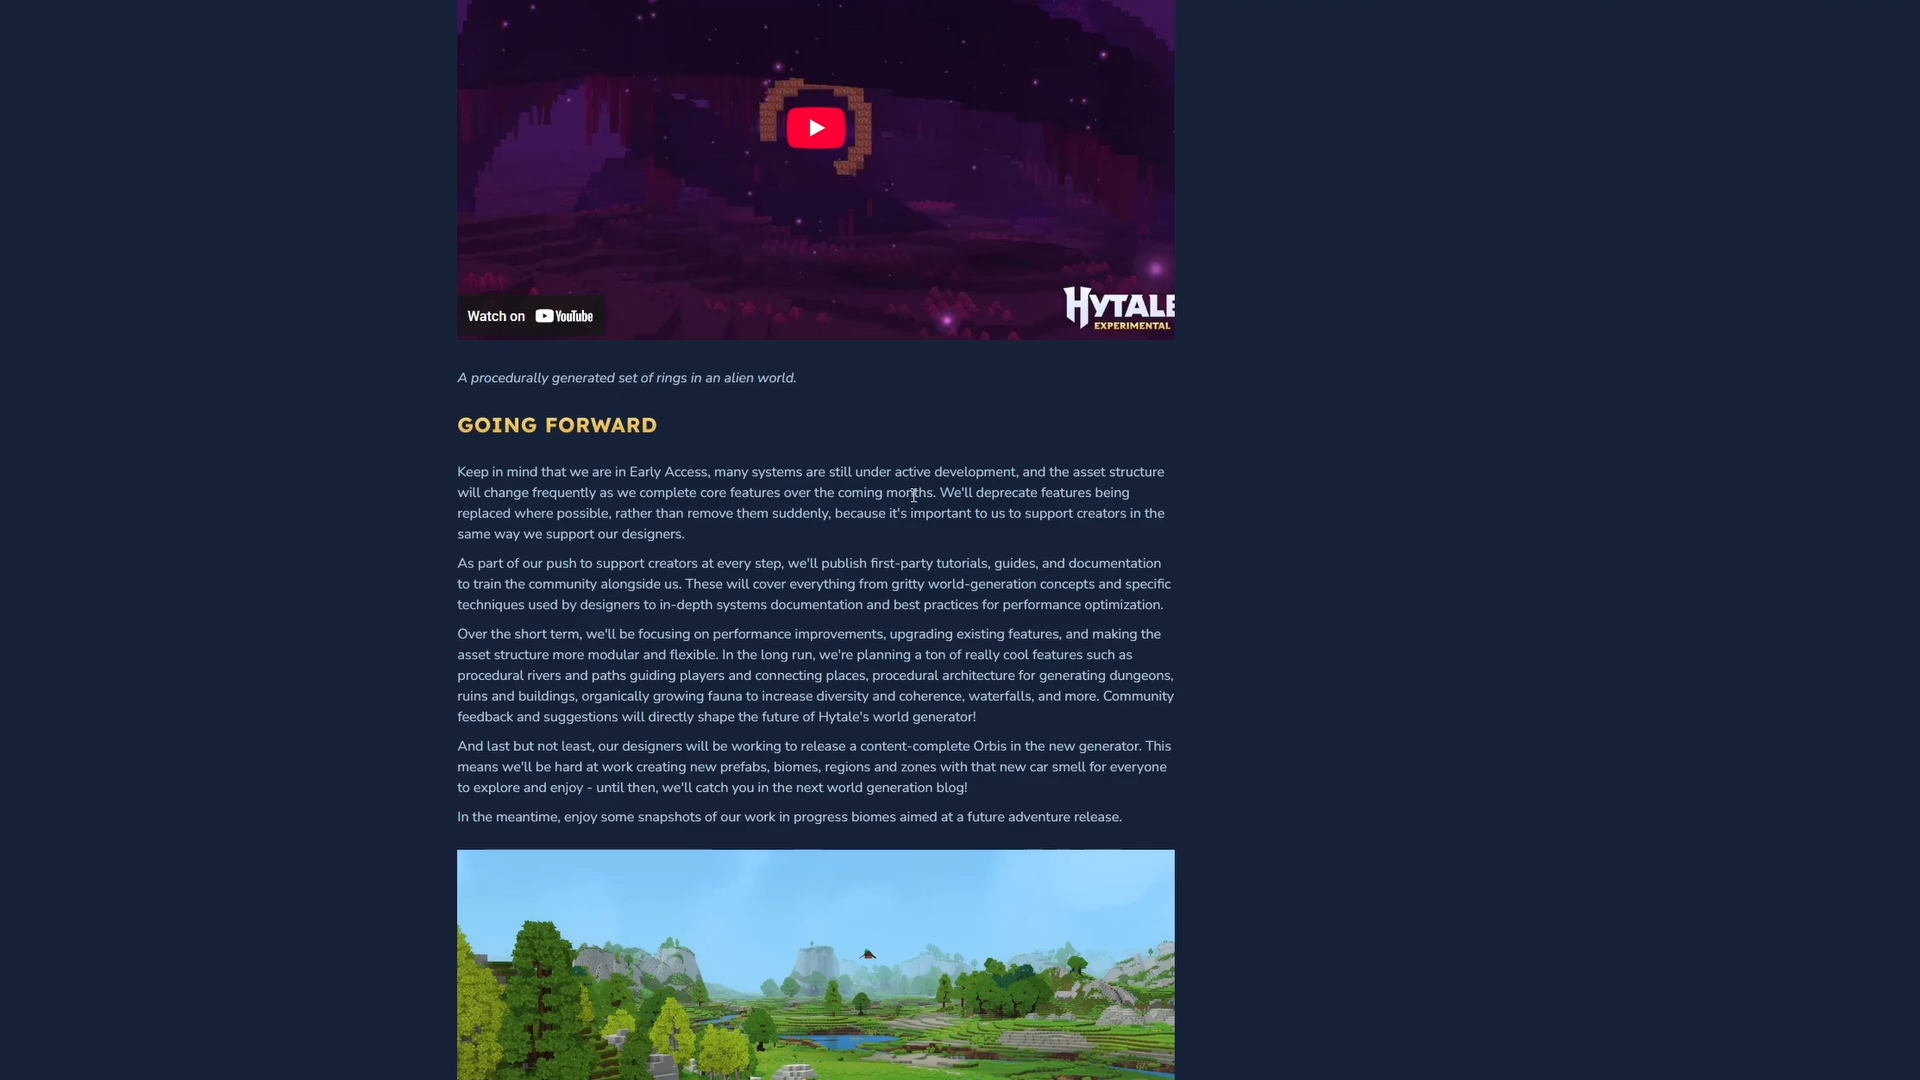 HYTALE
EXPERIMENTAL
Watch on YouTube
A procedurally generated set of rings in an alien world.
GOING FORWARD
Keep in mind that we are in Early Access, many systems are still under active development, and the asset structure
will change frequently as we complete core features over the coming months. We'll deprecate features being
replaced where possible, rather than remove them suddenly, because it's important to us to support creators in the
same way we support our designers.
As part of our push to support creators at every step, we'll publish first-party tutorials, guides, and documentation
to train the community alongside us. These will cover everything from gritty world-generation concepts and specific
techniques used by designers to in-depth systems documentation and best practices for performance optimization.
Over the short term, we'll be focusing on performance improvements, upgrading existing features, and making the
asset structure more modular and flexible. In the long run, we're planning a ton of really cool features such as
procedural rivers and paths guiding players and connecting places, procedural architecture for generating dungeons,
ruins and buildings, organically growing fauna to increase diversity and coherence, waterfalls, and more. Community
feedback and suggestions will directly shape the future of Hytale's world generator!
And last but not least, our designers will be working to release a content-complete Orbis in the new generator. This
means we'll be hard at work creating new prefabs, biomes, regions and zones with that new car smell for everyone
to explore and enjoy - until then, we'll catch you in the next world generation blog!
In the meantime, enjoy some snapshots of our work in progress biomes aimed at a future adventure release.